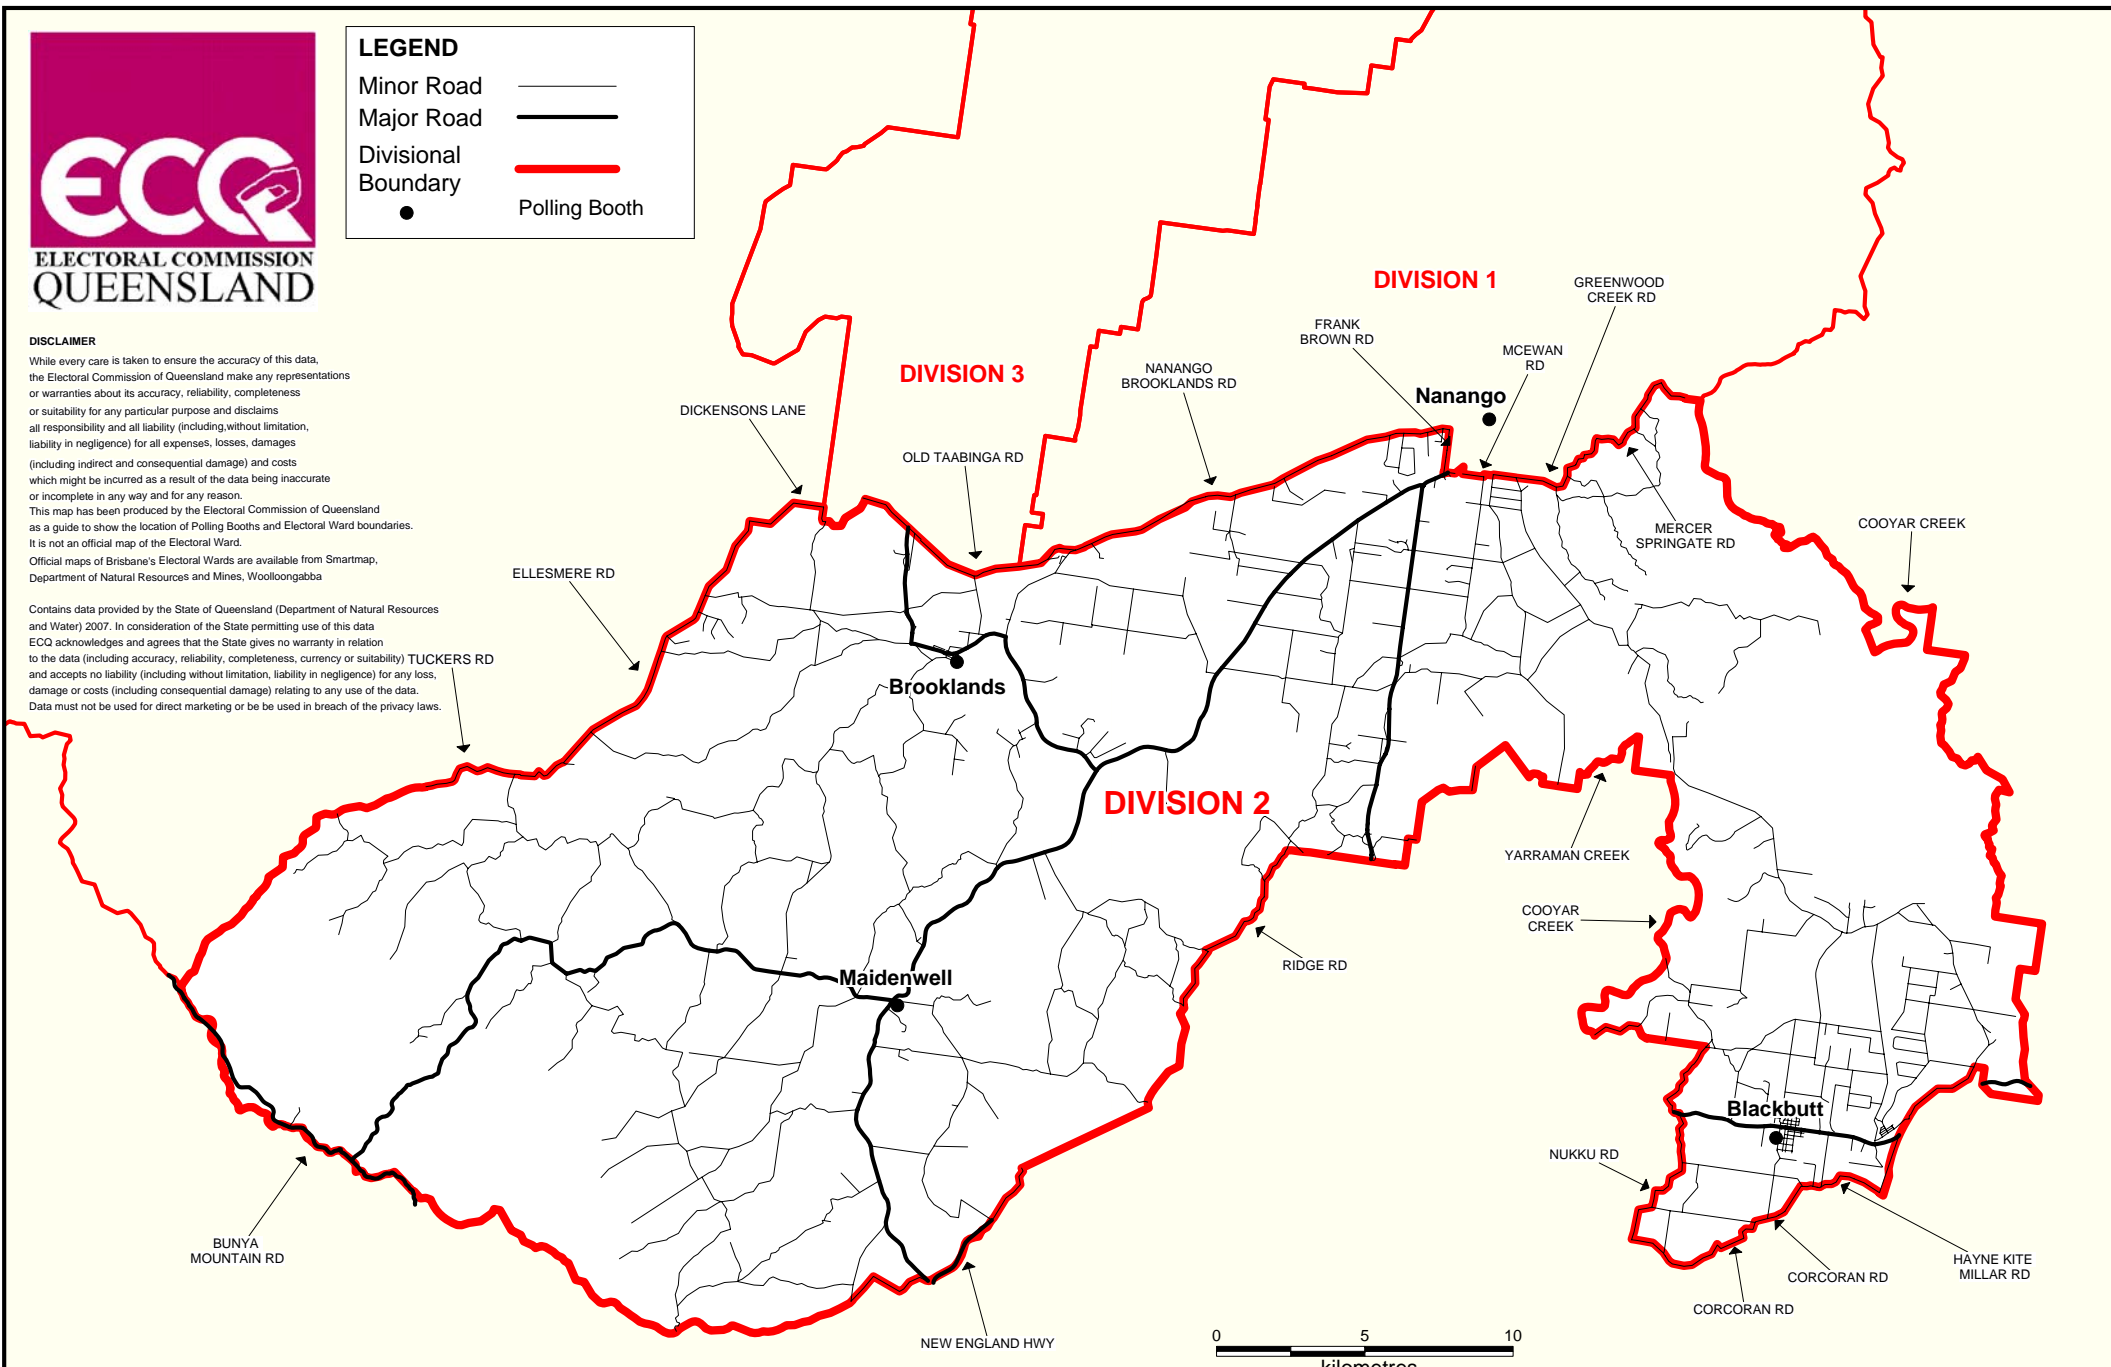 ECQ
ELECTORAL COMMISSION
QUEENSLAND
LEGEND
Minor Road
Major Road
Divisional
Boundary
Polling Booth
DISCLAIMER
While every care is taken to ensure the accuracy of this data,
the Electoral Commission of Queensland make any representations
or warranties about its accuracy, reliability, completeness
or suitability for any particular purpose and disclaims
all responsibility and all liability (including,without limitation,
liability in negligence) for all expenses, losses, damages
(including indirect and consequential damage) and costs
which might be incurred as a result of the data being inaccurate
or incomplete in any way and for any reason.
This map has been produced by the Electoral Commission of Queensland
as a guide to show the location of Polling Booths and Electoral Ward boundaries.
It is not an official map of the Electoral Ward.
Official maps of Brisbane's Electoral Wards are available from Smartmap,
Department of Natural Resources and Mines, Woolloongabba
Contains data provided by the State of Queensland (Department of Natural Resources
and Water) 2007. In consideration of the State permitting use of this data
ECQ acknowledges and agrees that the State gives no warranty in relation
to the data (including accuracy, reliability, completeness, currency or suitability)
and accepts no liability (including without limitation, liability in negligence) for any loss,
damage or costs (including consequential damage) relating to any use of the data.
Data must not be used for direct marketing or be be used in breach of the privacy laws.
DIVISION 1
GREENWOOD
CREEK RD
FRANK
BROWN RD
MCEWAN
RD
DIVISION 3
NANANGO
BROOKLANDS RD
Nanango
DICKENSONS LANE
OLD TAABINGA RD
MERCER
SPRINGATE RD
COOYAR CREEK
ELLESMERE RD
TUCKERS RD
Brooklands
DIVISION 2
YARRAMAN CREEK
COOYAR
CREEK
RIDGE RD
Maidenwell
Blackbutt
NUKKU RD
BUNYA
MOUNTAIN RD
HAYNE KITE
MILLAR RD
CORCORAN RD
CORCORAN RD
NEW ENGLAND HWY
0 5 10
kilometres